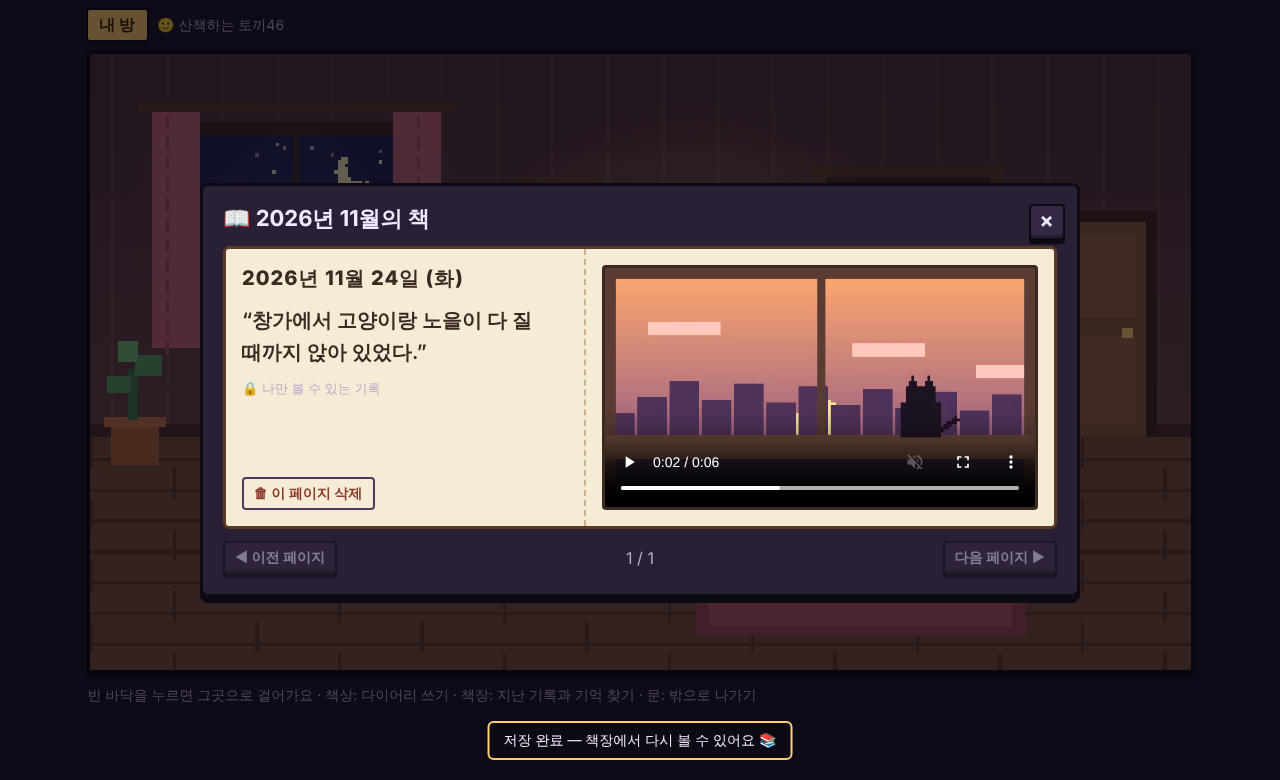 내 방
🙂 산책하는 토끼46
📖 2026년 11월의 책
×
2026년 11월 24일 (화)
“창가에서 고양이랑 노을이 다 질
때까지 앉아 있었다.”
🔒 나만 볼 수 있는 기록
🗑 이 페이지 삭제
0:02 / 0:06
◀ 이전 페이지
1 / 1
다음 페이지 ▶
빈 바닥을 누르면 그곳으로 걸어가요 · 책상: 다이어리 쓰기 · 책장: 지난 기록과 기억 찾기 · 문: 밖으로 나가기
저장 완료 — 책장에서 다시 볼 수 있어요 📚